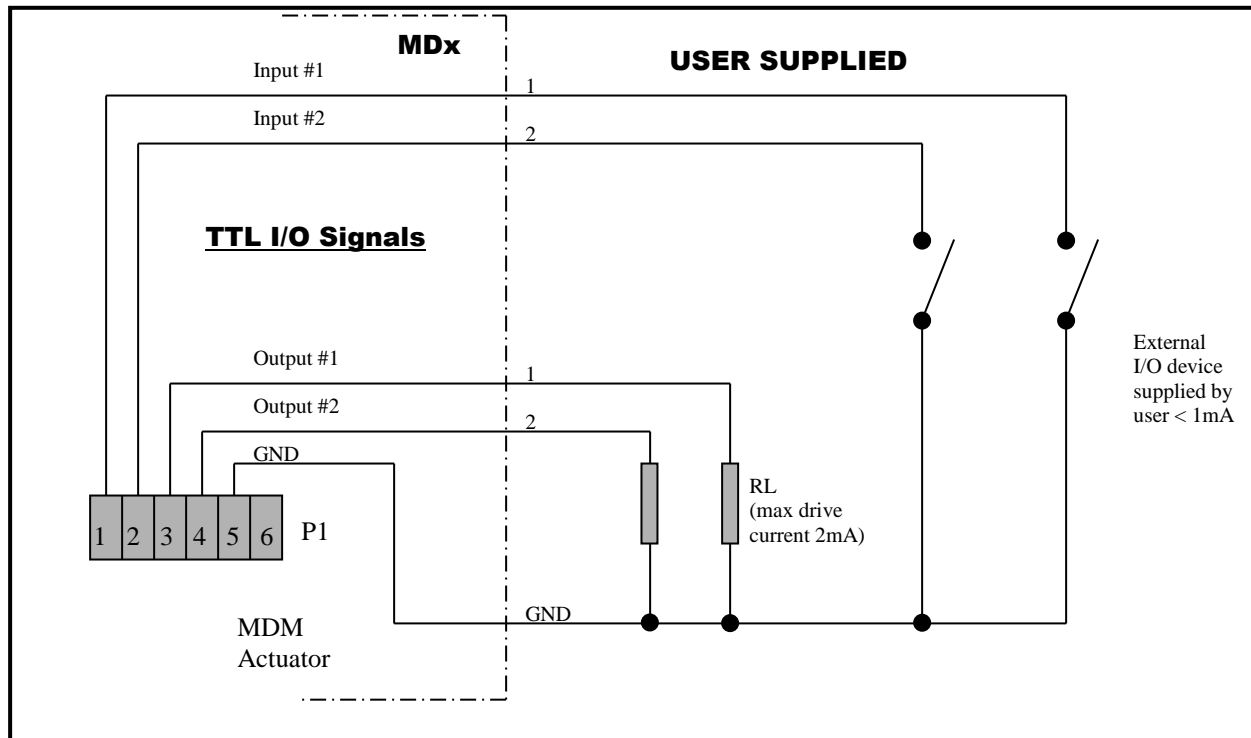 MDx
USER SUPPLIED
Input #1
1
Input #2
2
TTL I/O Signals
Output #1
1
Output #2
2
GND
1 2 3 4 5 6
P1
RL
(max drive
current 2mA)
External
I/O device
supplied by
user < 1mA
GND
MDM
Actuator